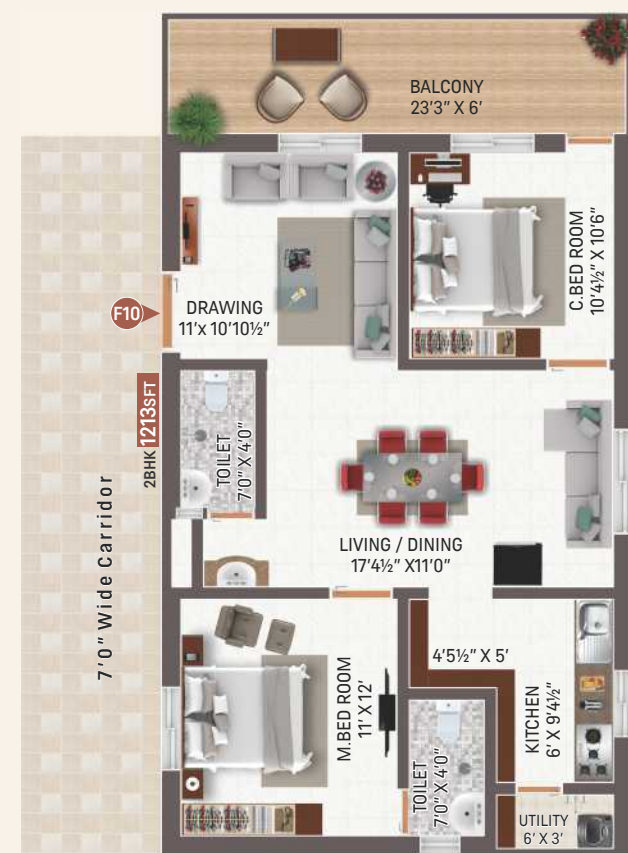 BALCONY
23'3" X 6'
C.BED ROOM
10'4½" X 10'6"
F10
DRAWING
11'x 10'10½"
2BHK 1213SFT
TOILET
7'0" X 4'0"
LIVING / DINING
17'4½" X11'0"
7'0" Wide Carridor
M.BED ROOM
11' X 12'
4'5½" X 5'
KITCHEN
6' X 9'4½"
TOILET
7'0" X 4'0"
UTILITY
6' X 3'